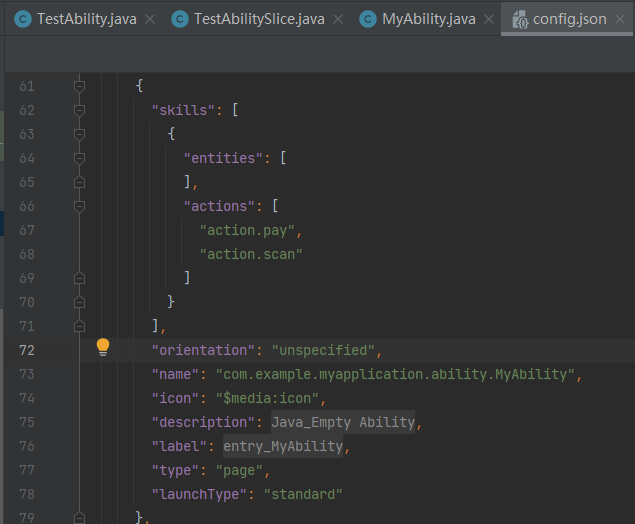 TestAbility.java TestAbilitySlice.java MyAbility.java config.json
61 {
62 "skills": [
63 {
64 "entities": [
65 ],
66 "actions": [
67 "action.pay",
68 "action.scan"
69 ]
70 }
71 ],
72 "orientation": "unspecified",
73 "name": "com.example.myapplication.ability.MyAbility",
74 "icon": "$media:icon",
75 "description": Java_Empty Ability,
76 "label": entry_MyAbility,
77 "type": "page",
78 "launchType": "standard"
79 },